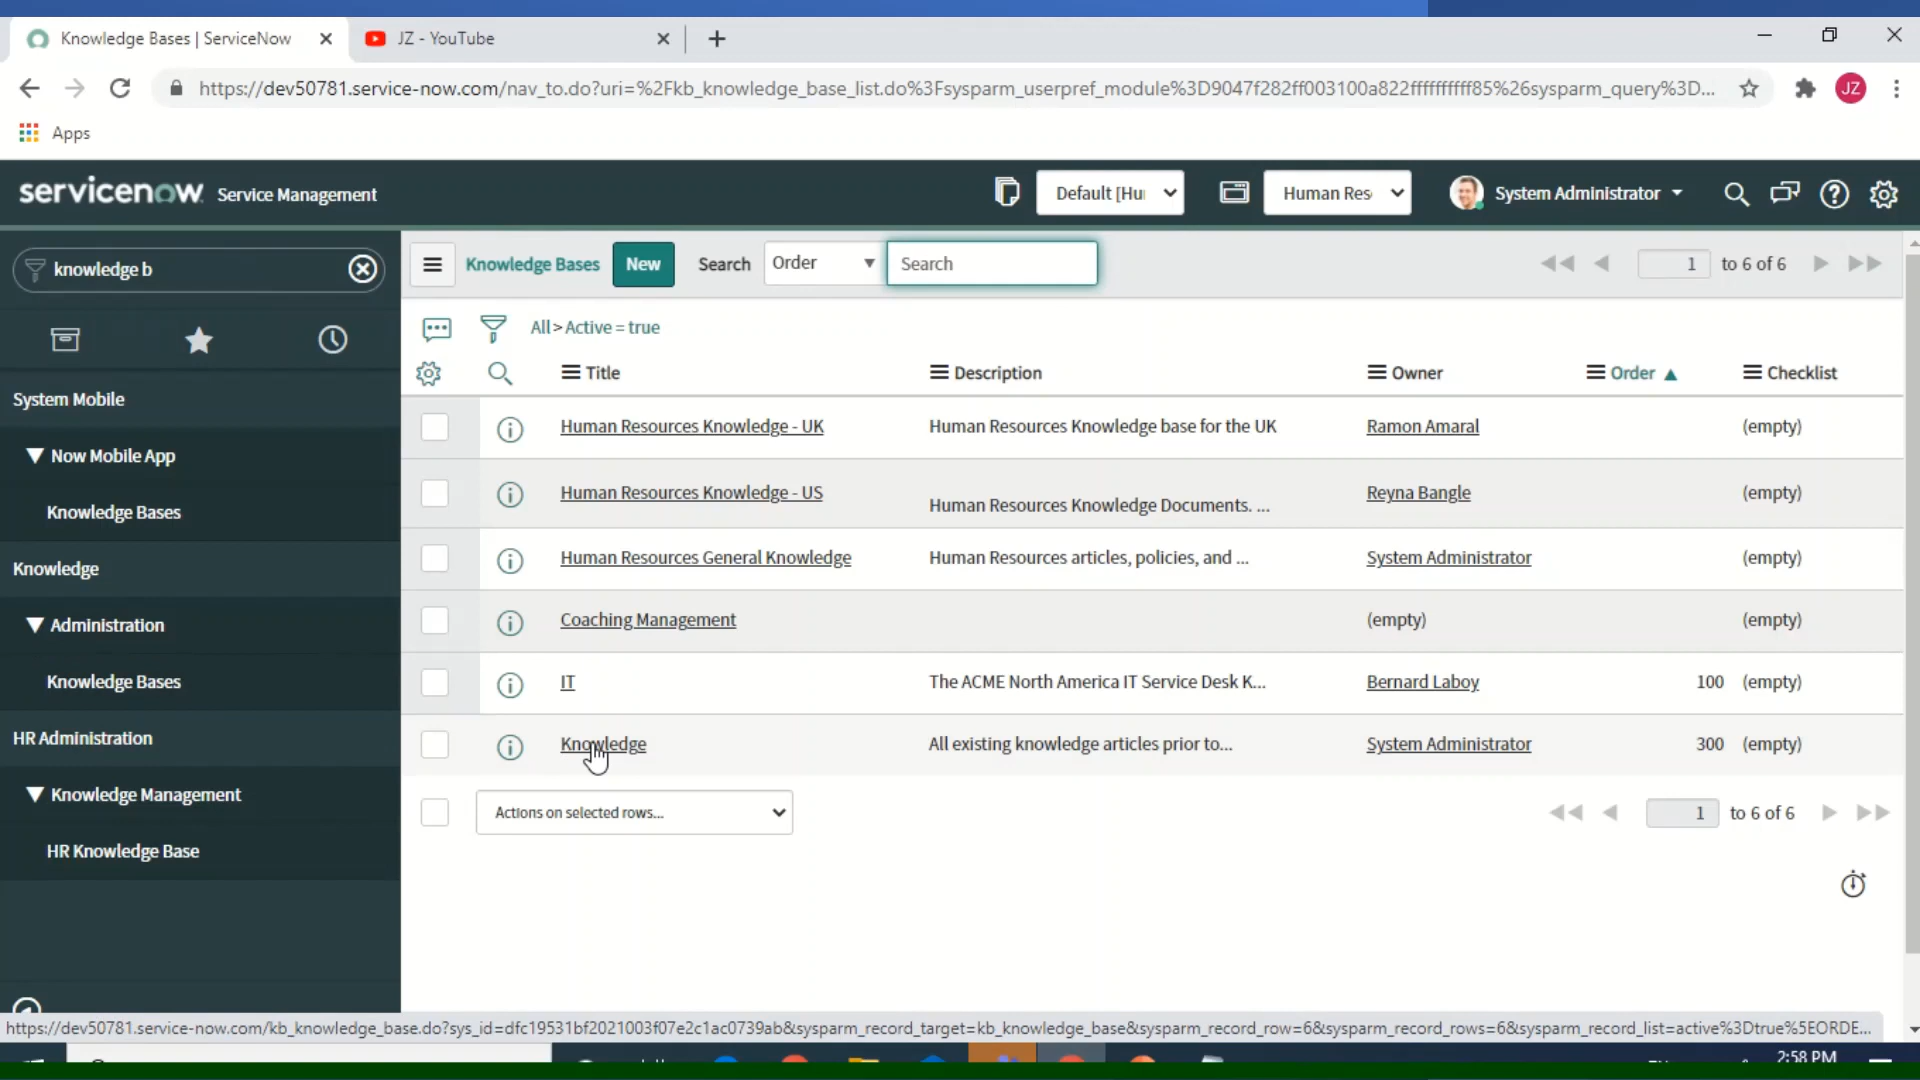 Knowledge Bases | ServiceNow
JZ - YouTube
https://dev50781.service-now.com/nav_to.do?uri=%2Fkb_knowledge_base_list.do%3Fsysparm_userpref_module%3D9047f282ff003100a822ffffffffff85%26sysparm_query%3D...
JZ
Apps
servicenow Service Management
Default [Hu
Human Res
System Administrator
knowledge b
Knowledge Bases
New
Search
Order
Search
1 to 6 of 6
All > Active = true
Title
Description
Owner
Order
Checklist
System Mobile
Now Mobile App
Knowledge Bases
Knowledge
Administration
Knowledge Bases
HR Administration
Knowledge Management
HR Knowledge Base
Human Resources Knowledge - UK Human Resources Knowledge base for the UK Ramon Amaral (empty)
Human Resources Knowledge - US Human Resources Knowledge Documents. ... Reyna Bangle (empty)
Human Resources General Knowledge Human Resources articles, policies, and ... System Administrator (empty)
Coaching Management (empty) (empty)
IT The ACME North America IT Service Desk K... Bernard Laboy 100 (empty)
Knowledge All existing knowledge articles prior to... System Administrator 300 (empty)
Actions on selected rows...
1 to 6 of 6
https://dev50781.service-now.com/kb_knowledge_base.do?sys_id=dfc19531bf2021003f07e2c1ac0739ab&sysparm_record_target=kb_knowledge_base&sysparm_record_row=6&sysparm_record_rows=6&sysparm_record_list=active%3Dtrue%5EORDE...
2:58 PM